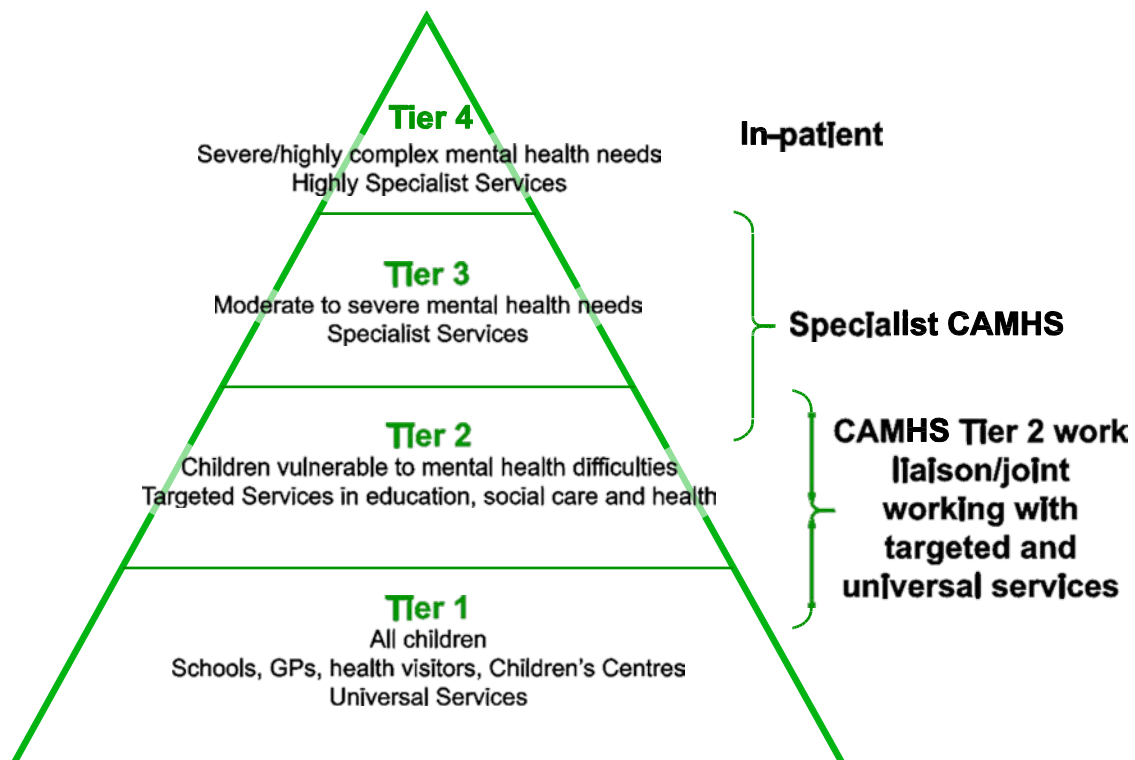 Tier 4
Severe/highly complex mental health needs
Highly Specialist Services
In-patient
Tier 3
Moderate to severe mental health needs
Specialist Services
Specialist CAMHS
Tier 2
Children vulnerable to mental health difficulties
Targeted Services in education, social care and health
CAMHS Tier 2 work
liaison/joint
working with
targeted and
universal services
Tier 1
All children
Schools, GPs, health visitors, Children's Centres
Universal Services